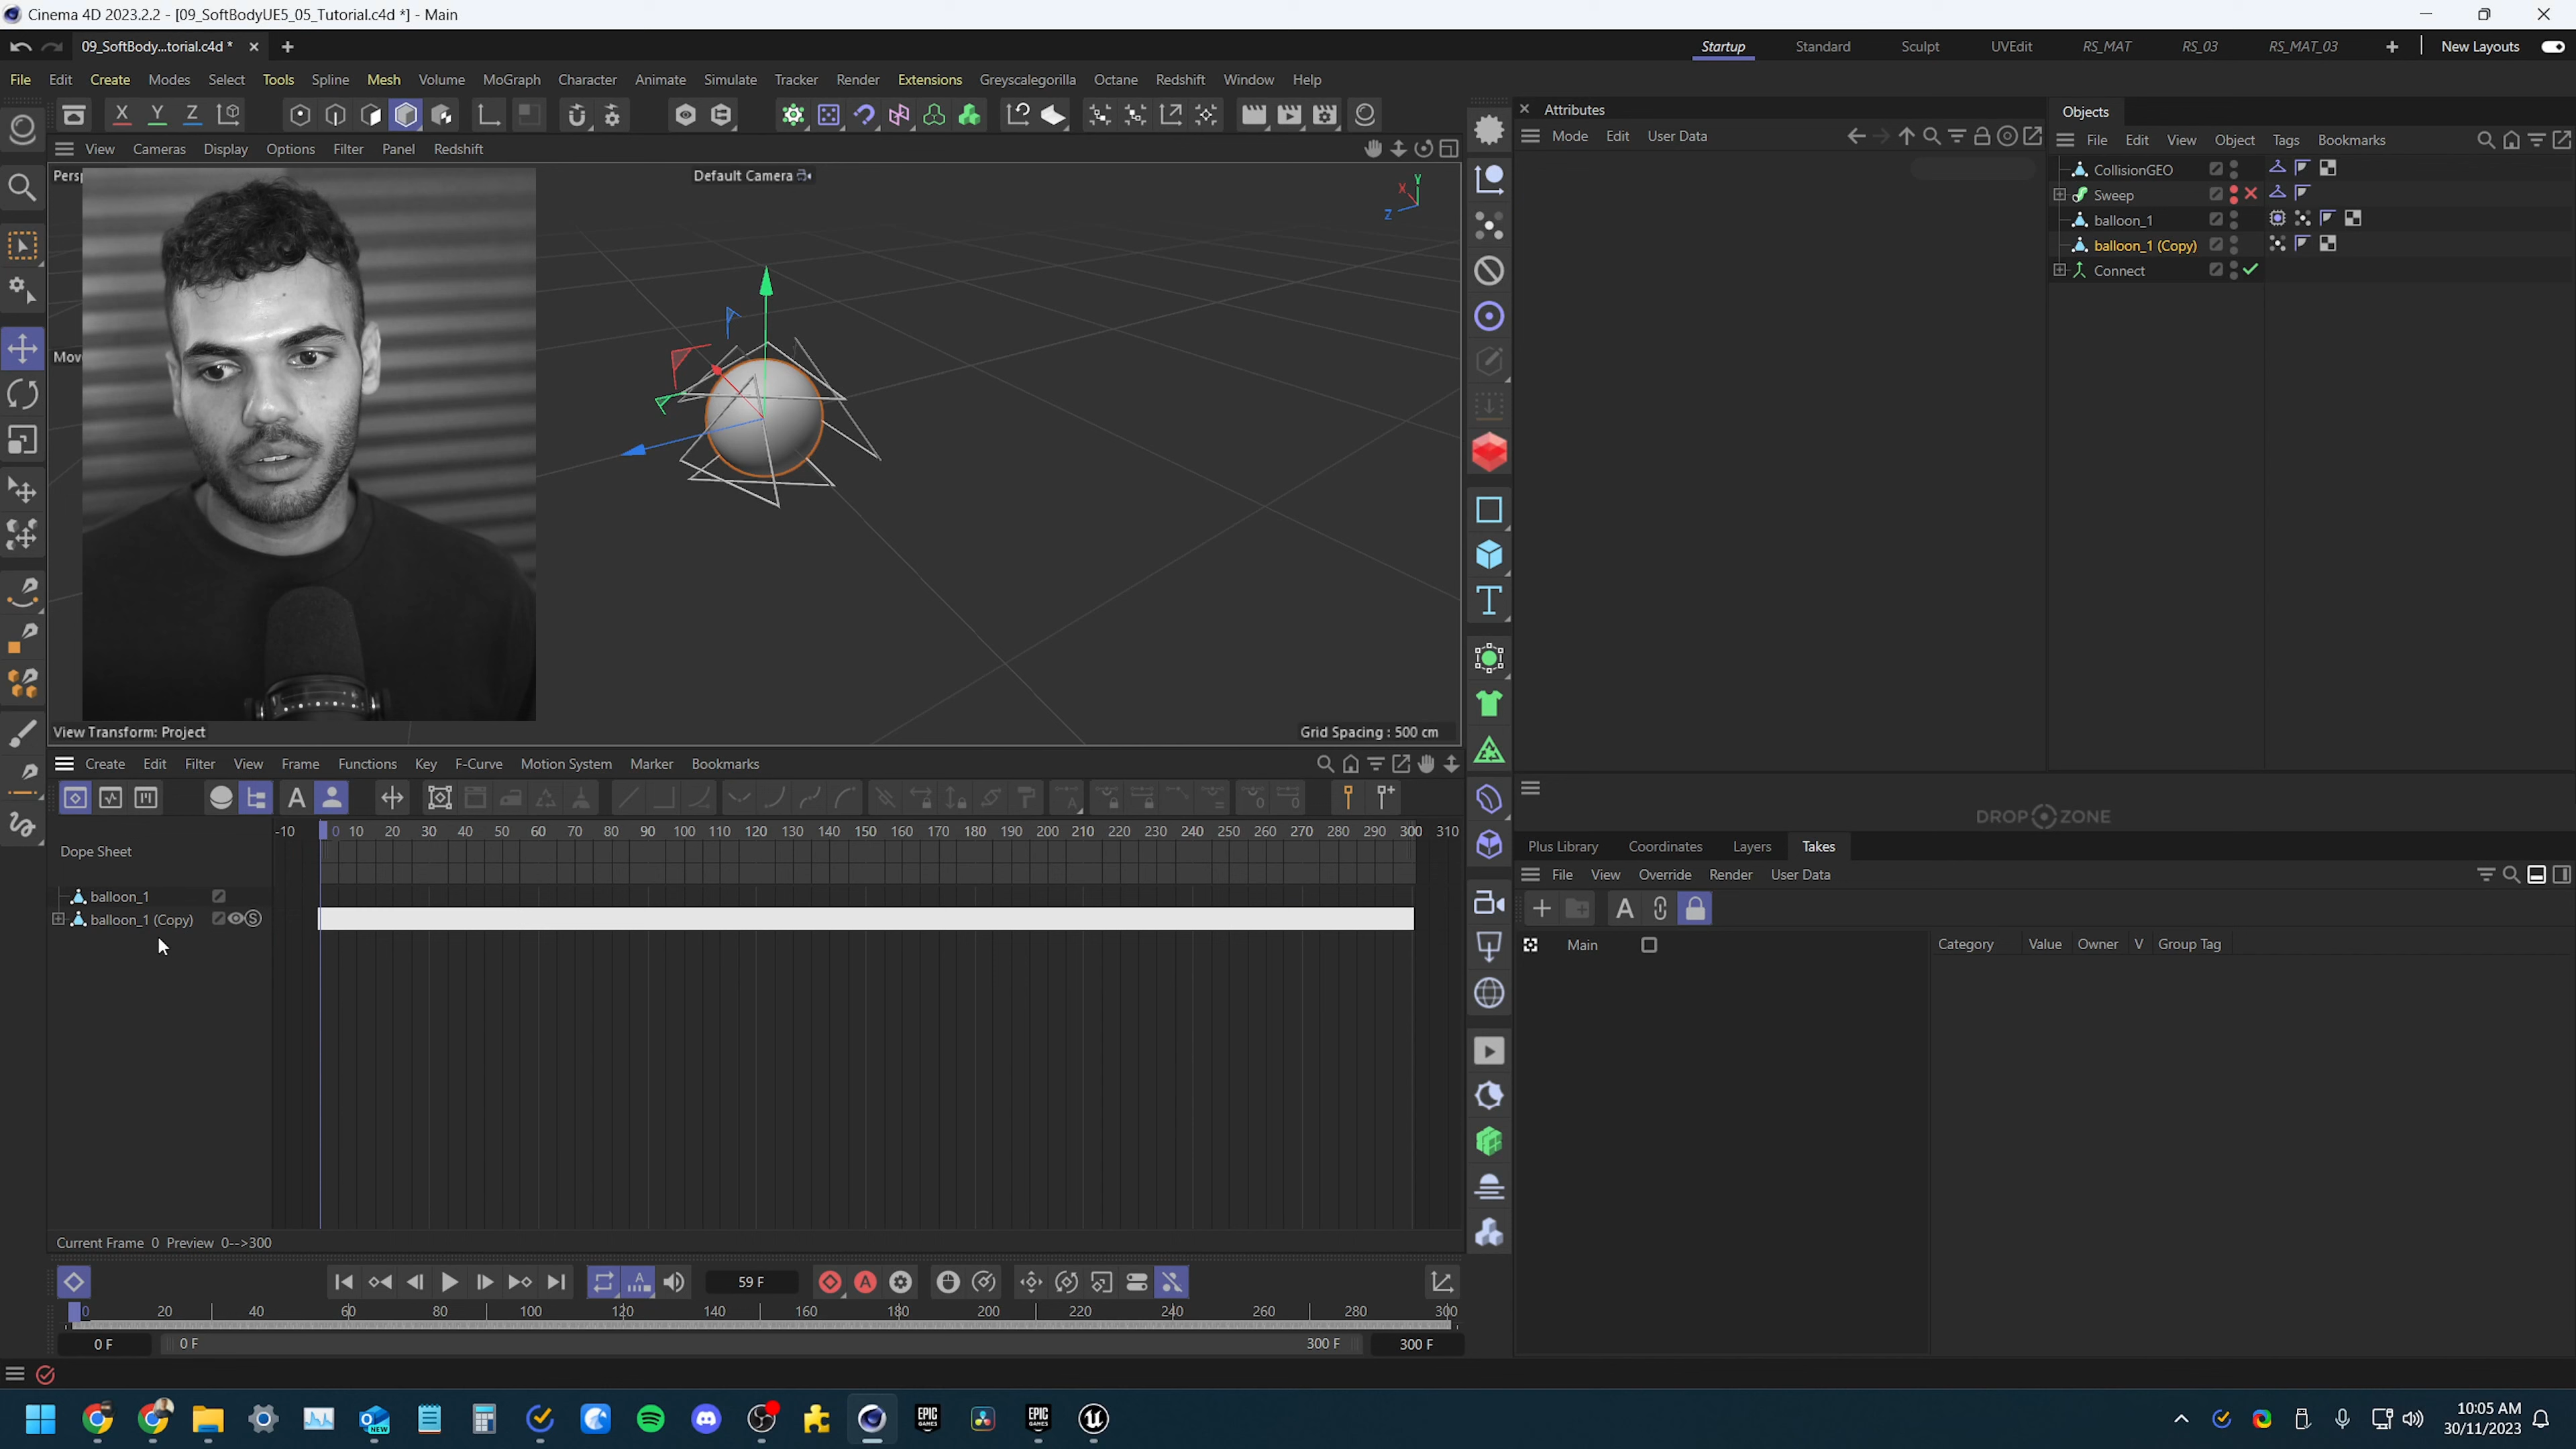 Cinema 4D 2023.2.2 - [09_SoftBodyUE5_05_Tutorial.c4d *] - Main
09_SoftBody...torial.c4d *
Startup Standard Sculpt UVEdit RS_MAT RS_03 RS_MAT_03 New Layouts
File Edit Create Modes Select Tools Spline Mesh Volume MoGraph Character Animate Simulate Tracker Render Extensions Greyscalegorilla Octane Redshift Window Help
X Y Z
View Cameras Display Options Filter Panel Redshift
Default Camera
Y
X
Z
View Transform: Project
Grid Spacing : 500 cm
Attributes
Mode Edit User Data
Objects
File Edit View Object Tags Bookmarks
CollisionGEO
Sweep
balloon_1
balloon_1 (Copy)
Connect
Create Edit Filter View Frame Functions Key F-Curve Motion System Marker Bookmarks
-10 0 10 20 30 40 50 60 70 80 90 100 110 120 130 140 150 160 170 180 190 200 210 220 230 240 250 260 270 280 290 300 310
Dope Sheet
balloon_1
balloon_1 (Copy)
Current Frame 0 Preview 0-->300
59 F
0 20 40 60 80 100 120 140 160 180 200 220 240 260 280 300
0 F 0 F 300 F 300 F
DROP ZONE
Plus Library Coordinates Layers Takes
File View Override Render User Data
Main
Category Value Owner V Group Tag
NEW
EPIC GAMES
EPIC GAMES
10:05 AM
30/11/2023